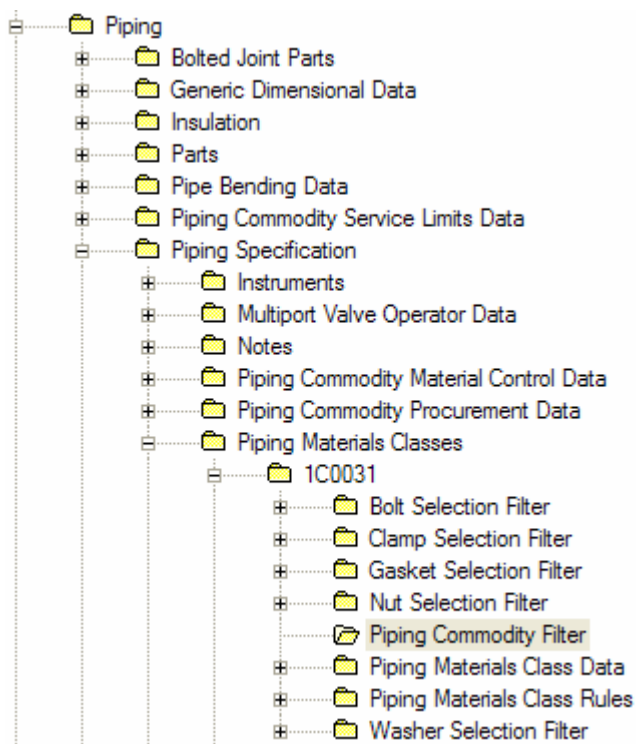 Piping
Bolted Joint Parts
Generic Dimensional Data
Insulation
Parts
Pipe Bending Data
Piping Commodity Service Limits Data
Piping Specification
Instruments
Multiport Valve Operator Data
Notes
Piping Commodity Material Control Data
Piping Commodity Procurement Data
Piping Materials Classes
1C0031
Bolt Selection Filter
Clamp Selection Filter
Gasket Selection Filter
Nut Selection Filter
Piping Commodity Filter
Piping Materials Class Data
Piping Materials Class Rules
Washer Selection Filter